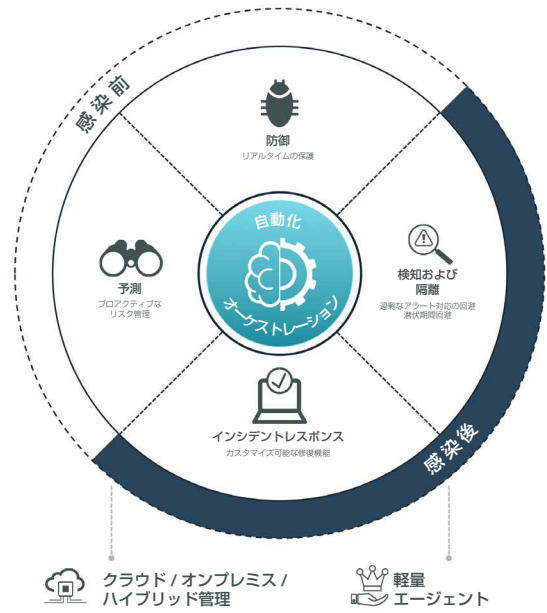 感染前
防御
リアルタイムの保護
自動化
オーケストレーション
予測
プロアクティブな
リスク管理
検知および
隔離
過剰なアラート対応の回避
潜伏期間回避
インシデントレスポンス
カスタマイズ可能な修復機能
感染後
クラウド / オンプレミス /
ハイブリッド管理
軽量
エージェント